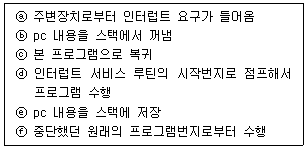 ⓐ 주변장치로부터 인터럽트 요구가 들어옴
ⓑ pc 내용을 스택에서 꺼냄
ⓒ 본 프로그램으로 복귀
ⓓ 인터럽트 서비스 루틴의 시작번지로 점프해서
프로그램 수행
ⓔ pc 내용을 스택에 저장
ⓕ 중단했던 원래의 프로그램번지로부터 수행